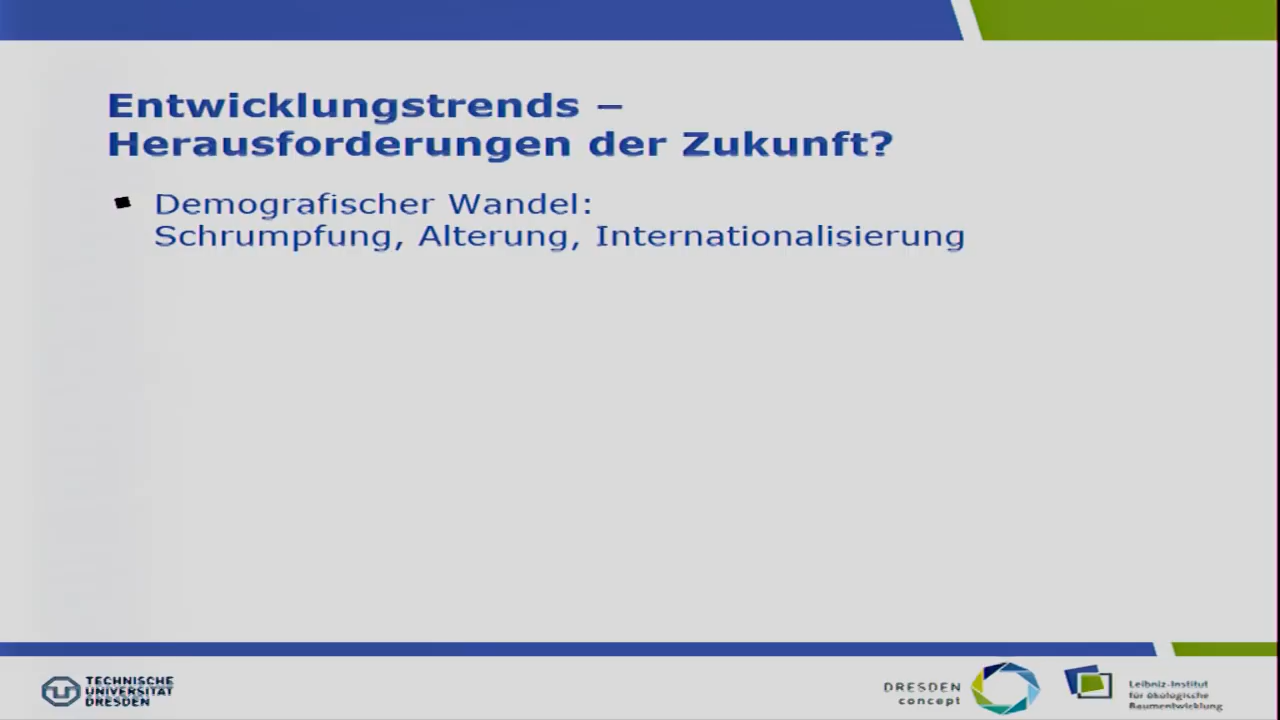 Entwicklungstrends –
Herausforderungen der Zukunft?
▪ Demografischer Wandel:
Schrumpfung, Alterung, Internationalisierung
TECHNISCHE
UNIVERSITÄT
DRESDEN
DRESDEN
concept
Leibniz-Institut
für ökologische
Raumentwicklung